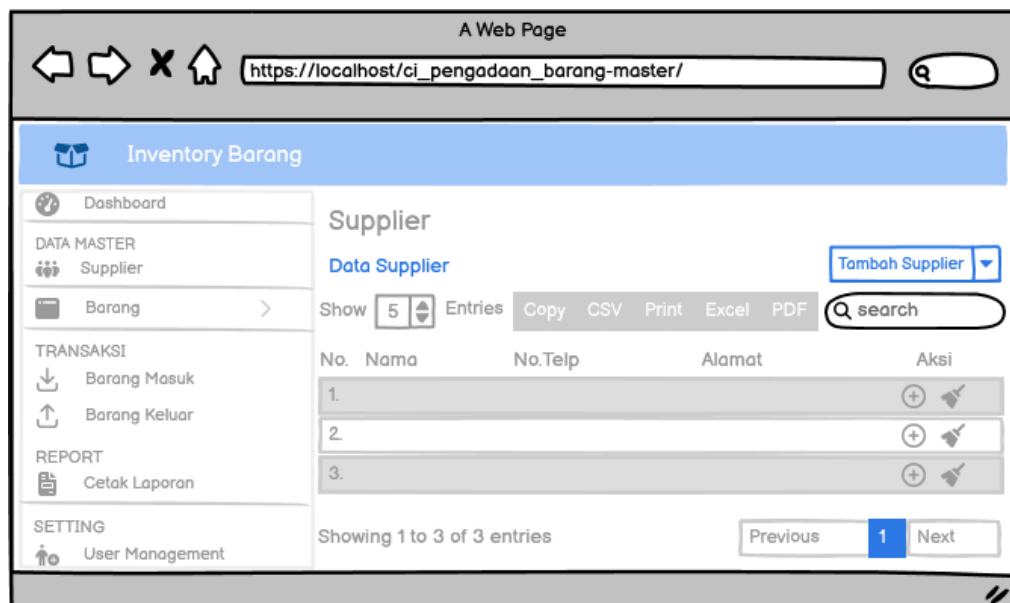 A Web Page
https://localhost/ci_pengadaan_barang-master/
Inventory Barang
Dashboard
DATA MASTER
Supplier
Barang
TRANSAKSI
Barang Masuk
Barang Keluar
REPORT
Cetak Laporan
SETTING
User Management
Supplier
Data Supplier
Tambah Supplier
Show 5 Entries Copy CSV Print Excel PDF search
No. Nama No.Telp Alamat Aksi
1.
2.
3.
Showing 1 to 3 of 3 entries
Previous 1 Next